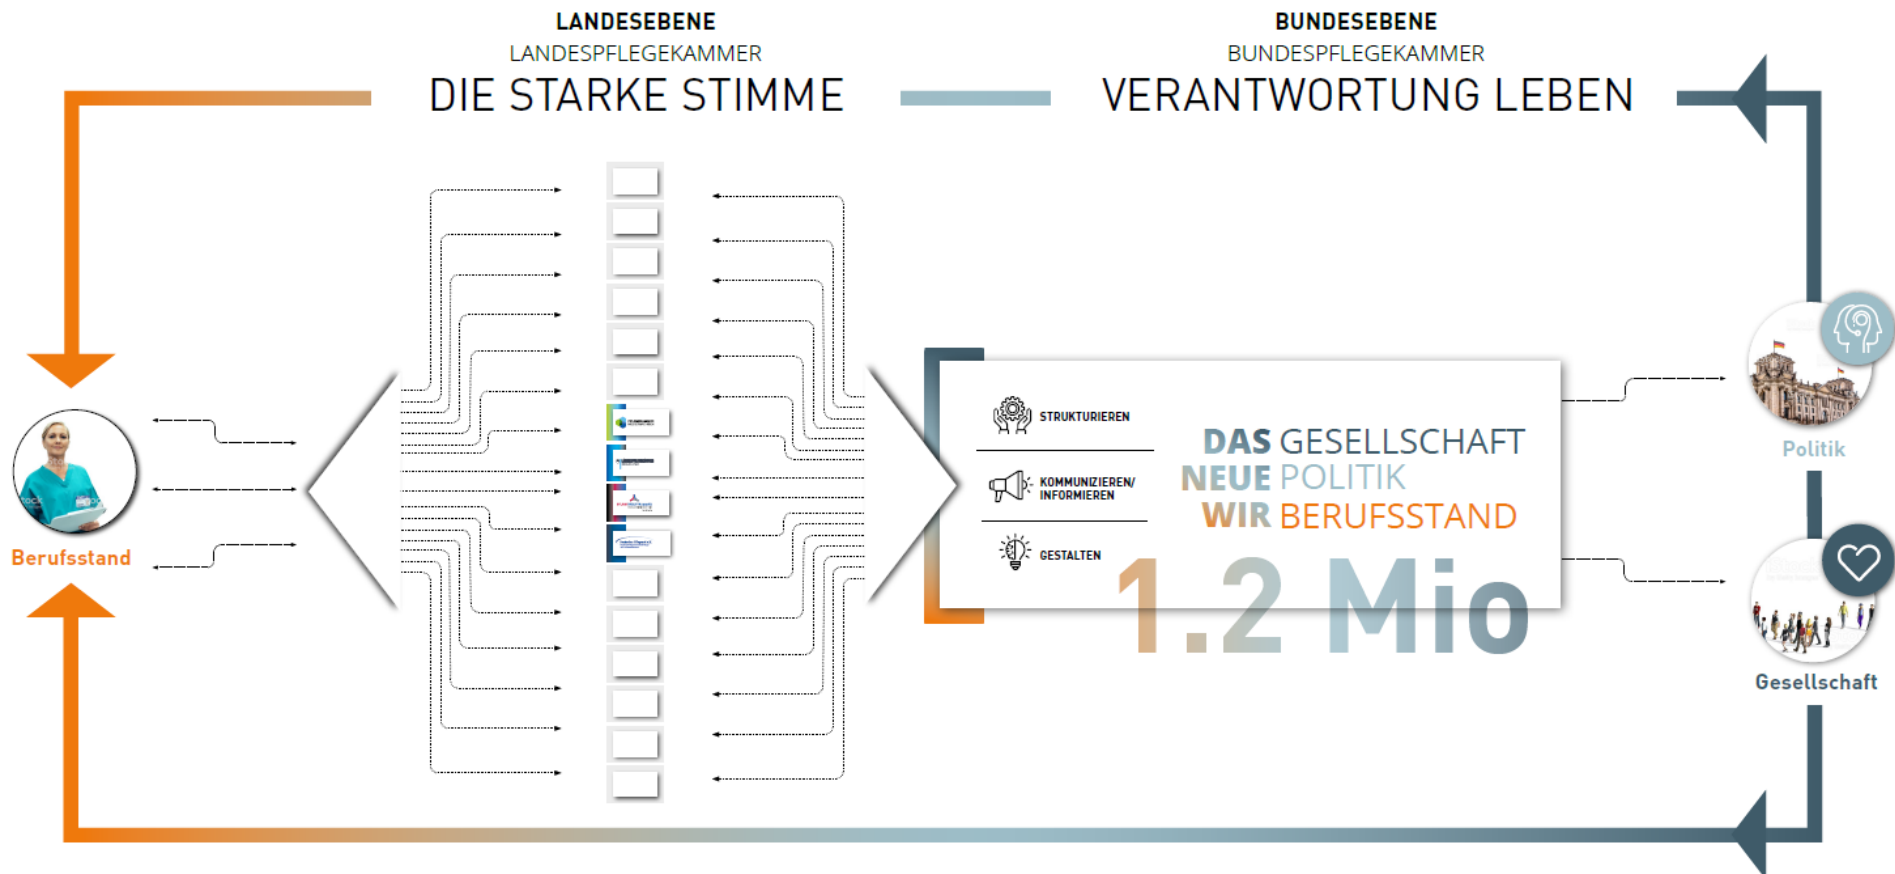 LANDESEBENE
LANDESPFLEGEKAMMER
DIE STARKE STIMME
BUNDESEBENE
BUNDESPFLEGEKAMMER
VERANTWORTUNG LEBEN
Berufsstand
STRUKTURIEREN
KOMMUNIZIEREN/
INFORMIEREN
GESTALTEN
DAS GESELLSCHAFT
NEUE POLITIK
WIR BERUFSSTAND
1.2 Mio
Politik
Gesellschaft